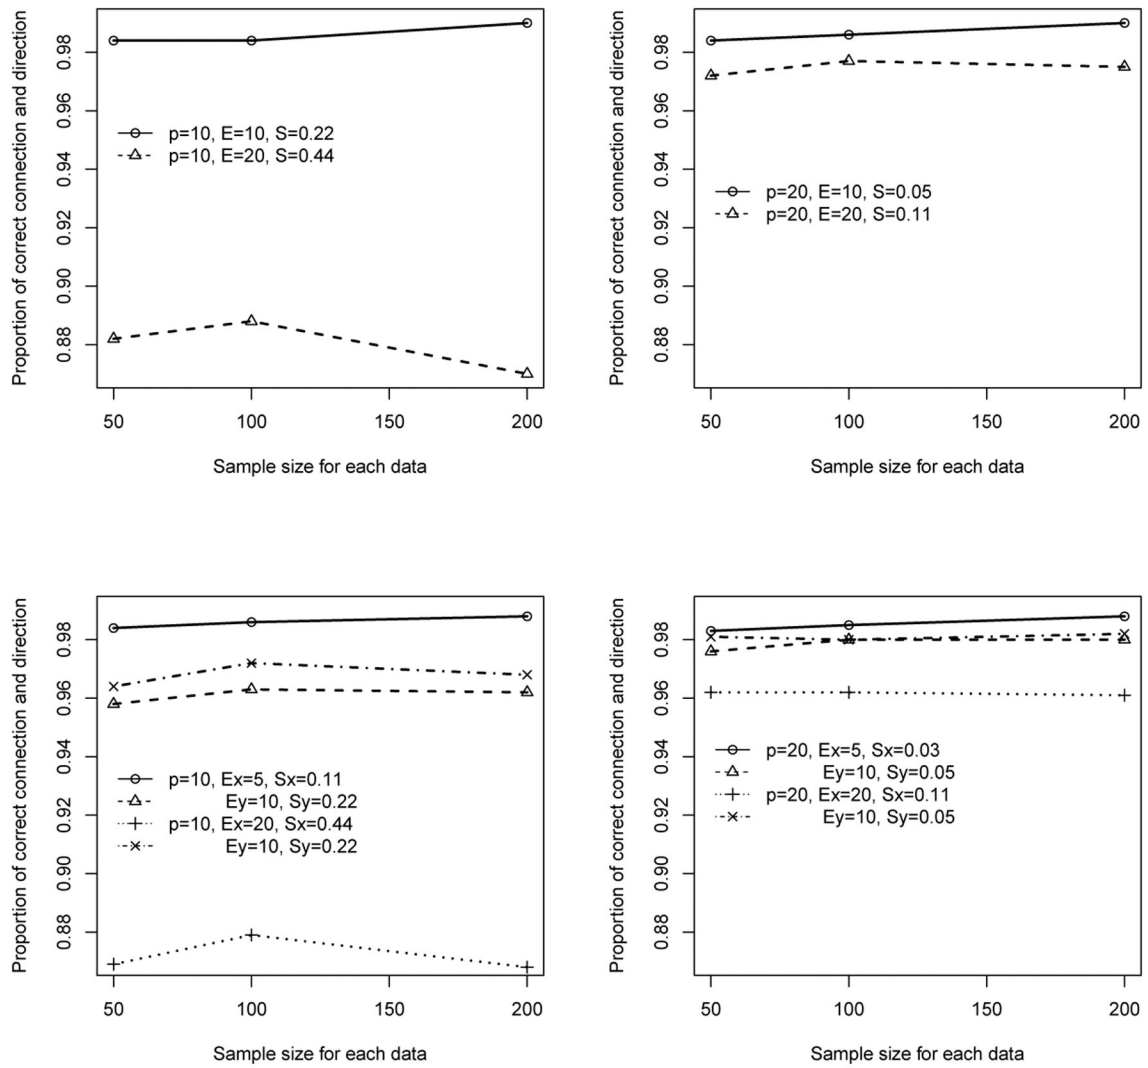 Proportion of correct connection and direction
0.98
0.96
0.94
0.92
0.90
0.88
p=10, E=10, S=0.22
p=10, E=20, S=0.44
50
100
150
200
Sample size for each data
Proportion of correct connection and direction
0.98
0.96
0.94
0.92
0.90
0.88
p=20, E=10, S=0.05
p=20, E=20, S=0.11
50
100
150
200
Sample size for each data
Proportion of correct connection and direction
0.98
0.96
0.94
0.92
0.90
0.88
p=10, Ex=5, Sx=0.11
Ey=10, Sy=0.22
p=10, Ex=20, Sx=0.44
Ey=10, Sy=0.22
50
100
150
200
Sample size for each data
Proportion of correct connection and direction
0.98
0.96
0.94
0.92
0.90
0.88
p=20, Ex=5, Sx=0.03
Ey=10, Sy=0.05
p=20, Ex=20, Sx=0.11
Ey=10, Sy=0.05
50
100
150
200
Sample size for each data